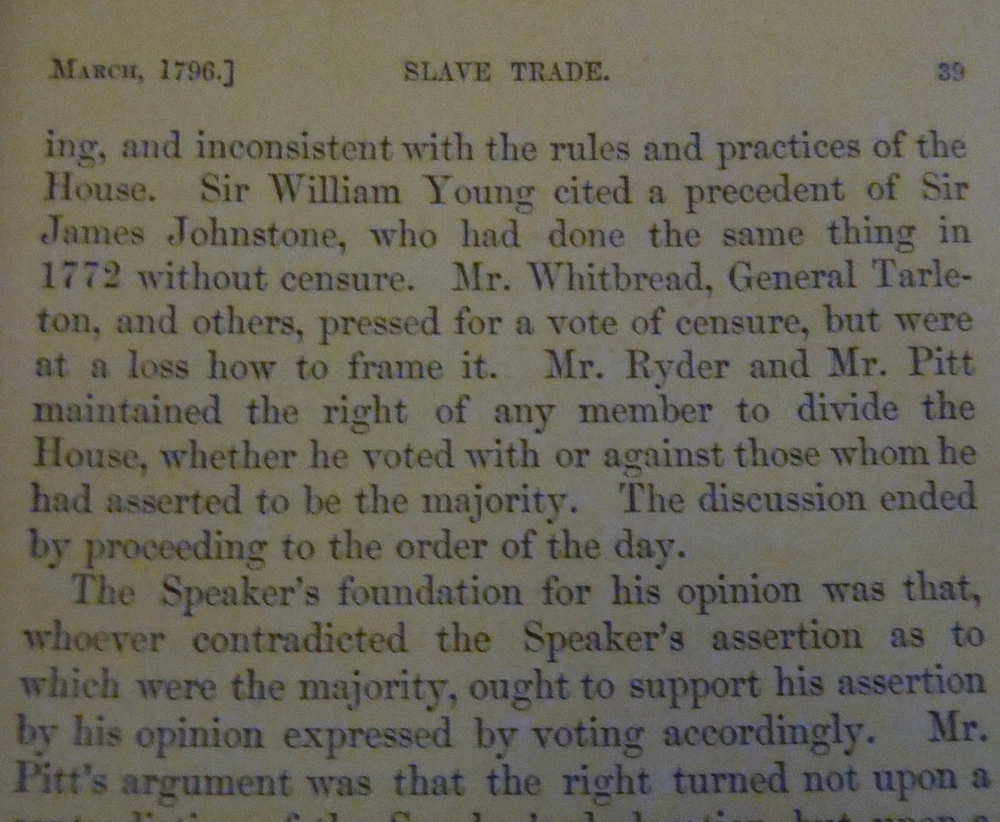 MARCH, 1796.] SLAVE TRADE. 39
ing, and inconsistent with the rules and practices of the
House. Sir William Young cited a precedent of Sir
James Johnstone, who had done the same thing in
1772 without censure. Mr. Whitbread, General Tarle-
ton, and others, pressed for a vote of censure, but were
at a loss how to frame it. Mr. Ryder and Mr. Pitt
maintained the right of any member to divide the
House, whether he voted with or against those whom he
had asserted to be the majority. The discussion ended
by proceeding to the order of the day.
The Speaker's foundation for his opinion was that,
whoever contradicted the Speaker's assertion as to
which were the majority, ought to support his assertion
by his opinion expressed by voting accordingly. Mr.
Pitt's argument was that the right turned not upon a